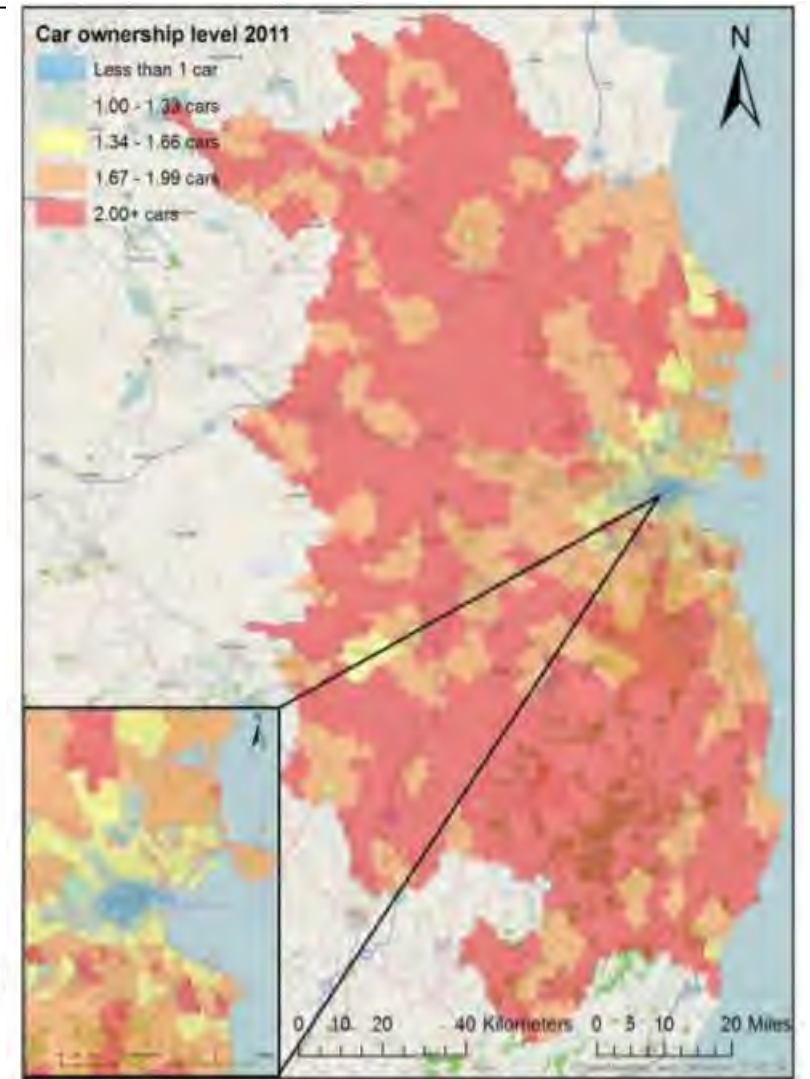 Car ownership level 2011
Less than 1 car
1.00 - 1.33 cars
1.34 - 1.66 cars
1.67 - 1.99 cars
2.00+ cars
N
0 10 20 40 Kilometers 0 5 10 20 Miles